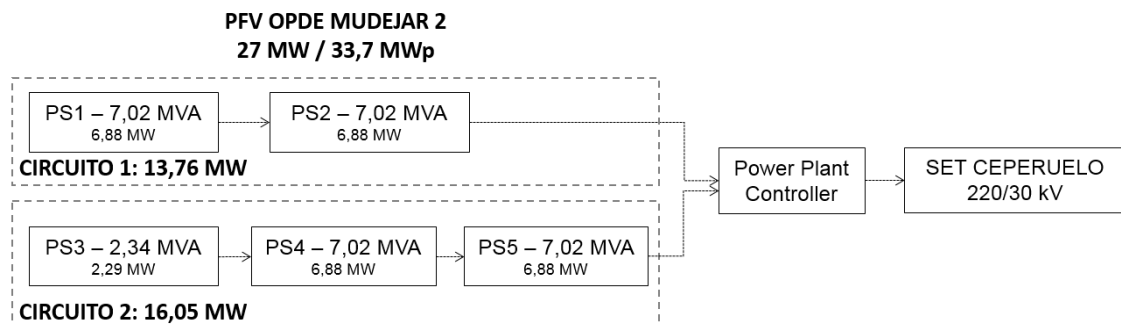 PFV OPDE MUDEJAR 2
27 MW / 33,7 MWp
PS1 – 7,02 MVA
6,88 MW
PS2 – 7,02 MVA
6,88 MW
CIRCUITO 1: 13,76 MW
PS3 – 2,34 MVA
2,29 MW
PS4 – 7,02 MVA
6,88 MW
PS5 – 7,02 MVA
6,88 MW
CIRCUITO 2: 16,05 MW
Power Plant
Controller
SET CEPERUELO
220/30 kV